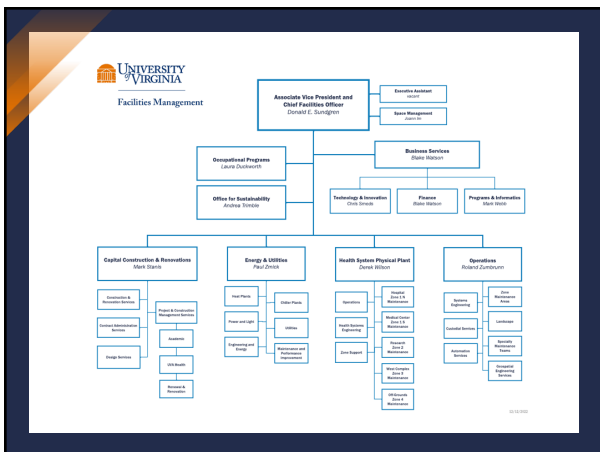 UNIVERSITY
of VIRGINIA
Facilities Management
Associate Vice President and
Chief Facilities Officer
Donald E. Sundgren
Executive Assistant
vacant
Space Management
Occupational Programs
Laura Duckworth
Business Services
Blake Watson
Office for Sustainability
Andrea Trimble
Technology & Innovation
Chris Smeds
Finance
Blake Watson
Programs & Informatics
Mark Webb
Capital Construction & Renovations
Mark Stanis
Energy & Utilities
Paul Zmick
Health System Physical Plant
Derek Wilson
Operations
Roland Zumbrunn
Construction &
Renovation Services
Project & Construction
Management Services
Contract Administration
Services
Academic
Design Services
UVA Health
Renewal &
Renovation
Heat Plants
Chiller Plants
Power and Light
Utilities
Engineering and
Energy
Maintenance and
Performance
Improvement
Operations
Hospital
Zone 1 N
Maintenance
Health Systems
Engineering
Medical Center
Zone 1 S
Maintenance
Zone Support
Research
Zone 2
Maintenance
West Complex
Zone 3
Maintenance
Off-Grounds
Zone 4
Maintenance
Systems
Engineering
Zone
Maintenance
Areas
Custodial Services
Landscape
Automotive
Services
Specialty
Maintenance
Teams
Geospatial
Engineering
Services